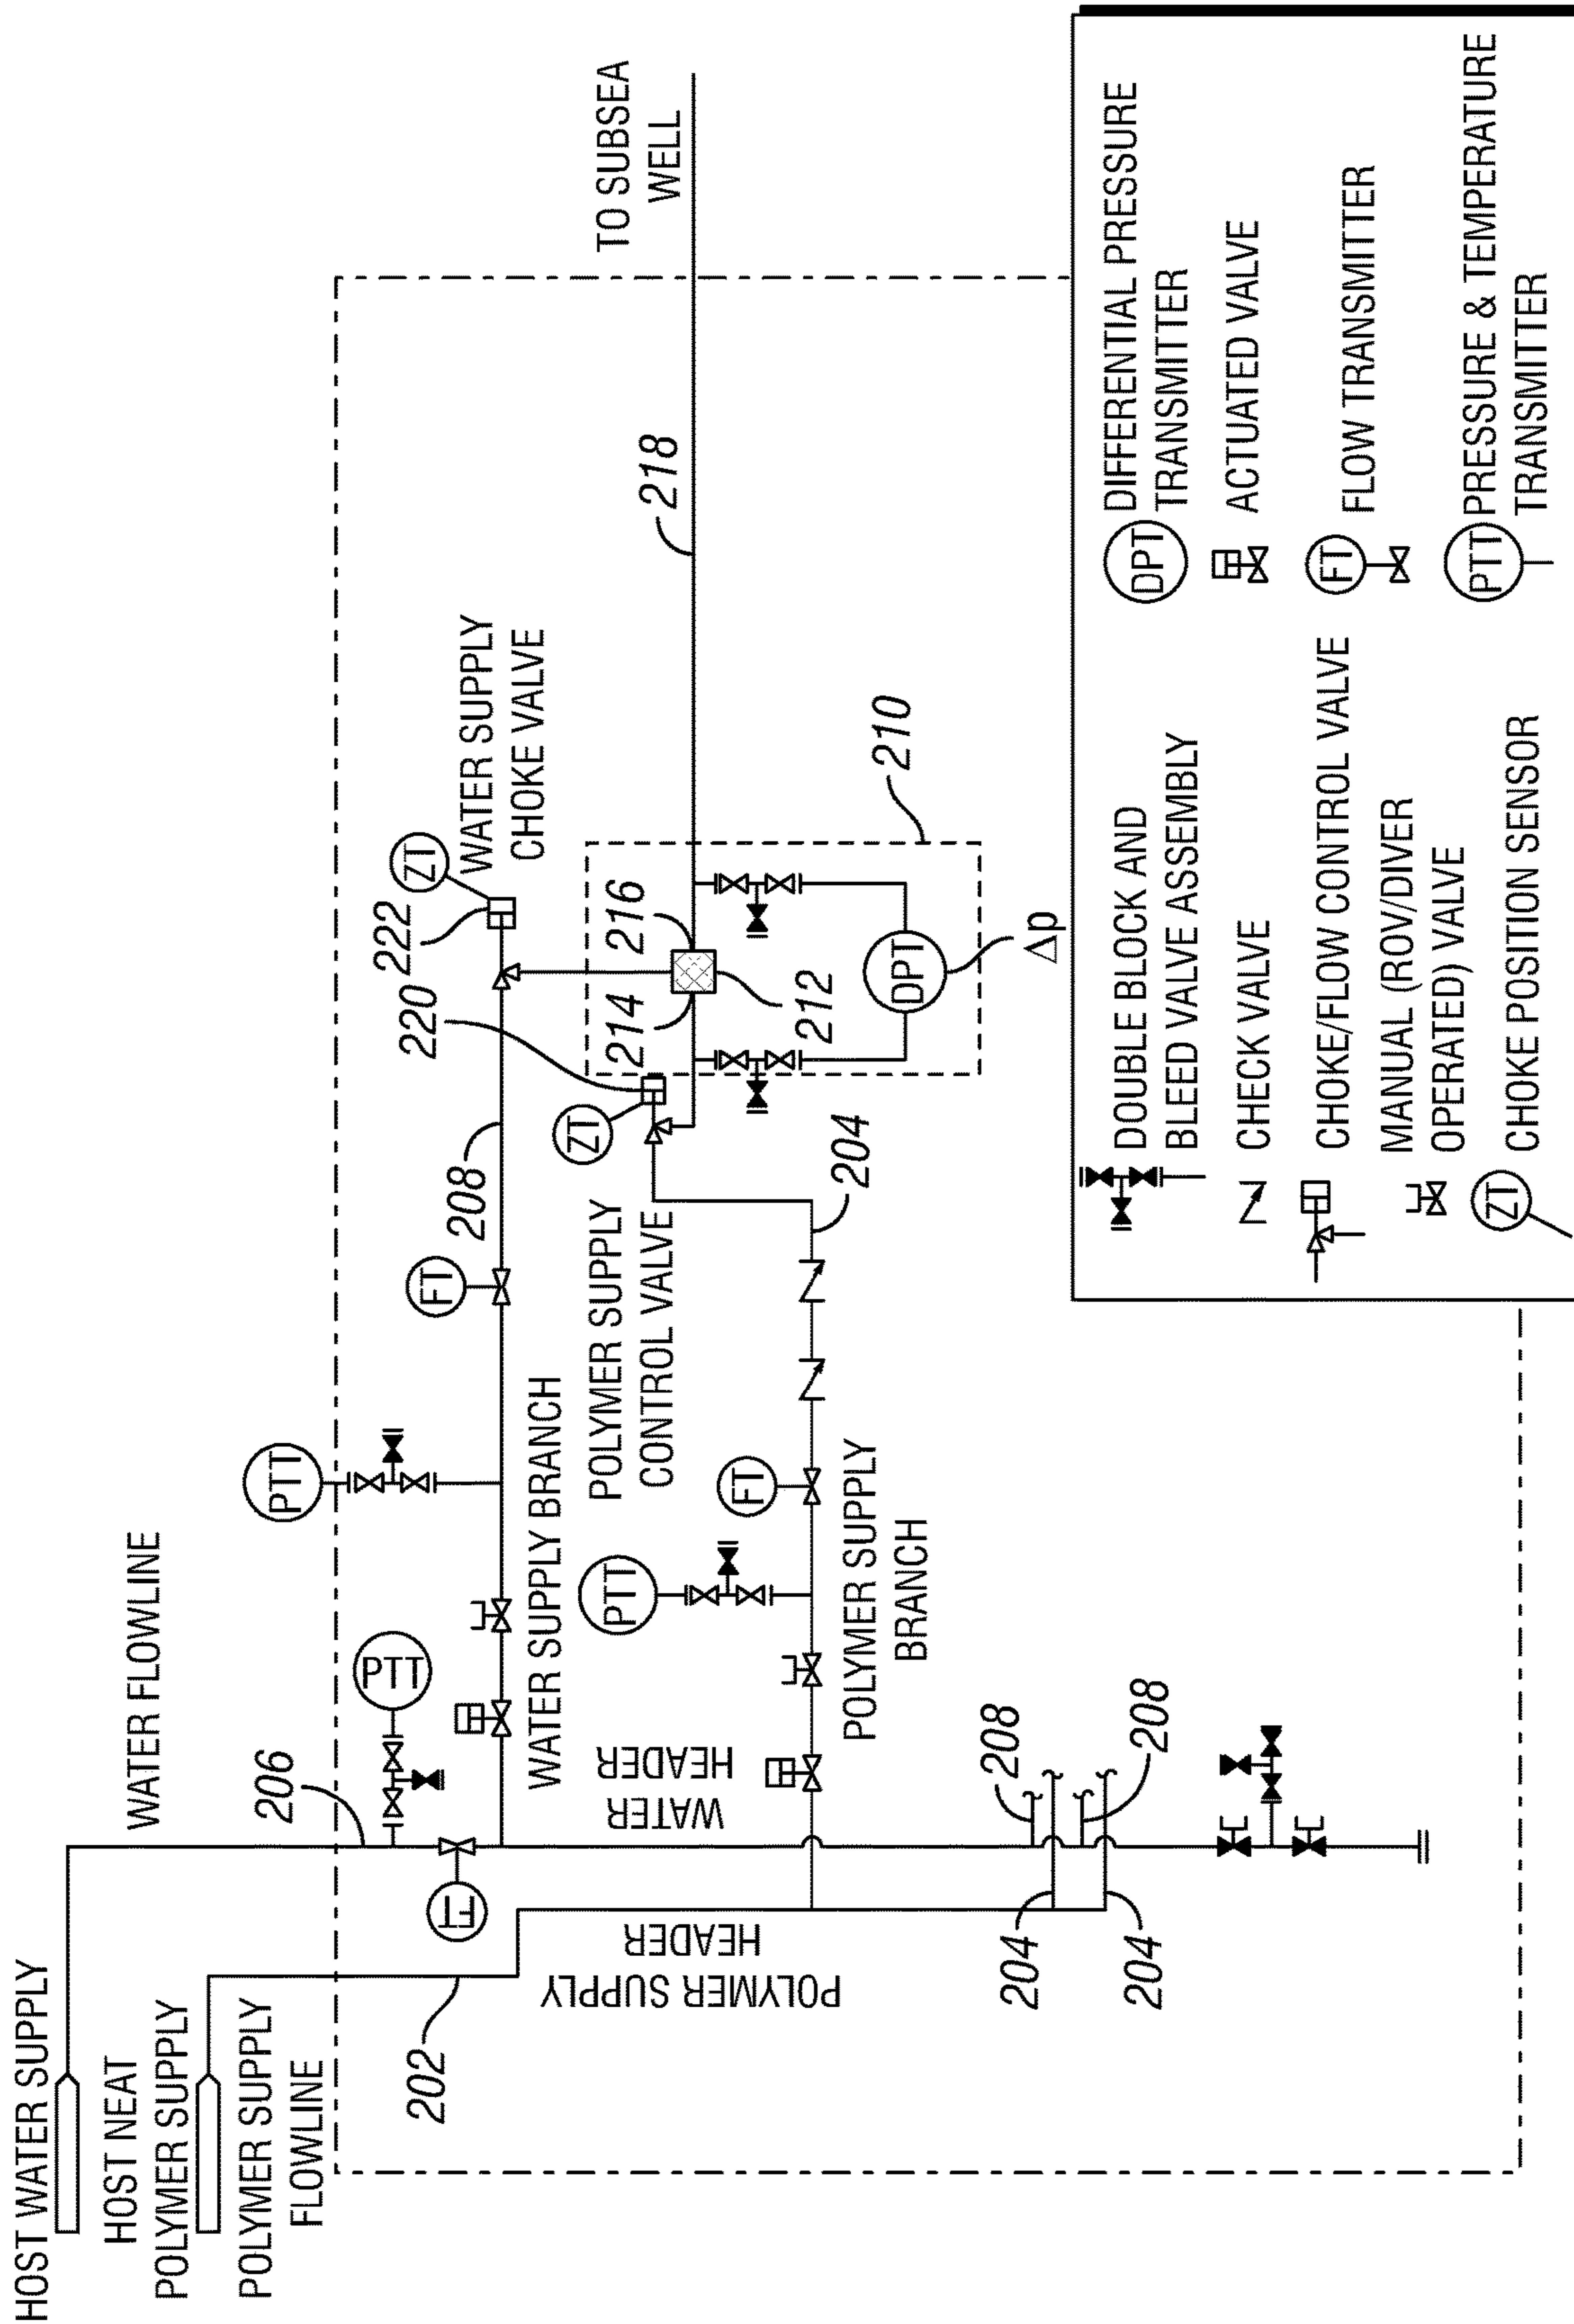 HOST WATER SUPPLY
HOST NEAT
POLYMER SUPPLY
POLYMER SUPPLY
FLOWLINE
WATER FLOWLINE
202
206
FT
PTT
PTT
WATER SUPPLY BRANCH
FT
208
220
222
ZT
WATER SUPPLY
CHOKE VALVE
TO SUBSEA
WELL
POLYMER SUPPLY
CONTROL VALVE
ZT
214
216
212
218
210
DPT
Δp
POLYMER SUPPLY
HEADER
WATER
HEADER
PTT
FT
POLYMER SUPPLY
BRANCH
204
204
204
208
208
DOUBLE BLOCK AND
BLEED VALVE ASSEMBLY
CHECK VALVE
CHOKE/FLOW CONTROL VALVE
MANUAL (ROV/DIVER
OPERATED) VALVE
ZT
CHOKE POSITION SENSOR
DPT
DIFFERENTIAL PRESSURE
TRANSMITTER
ACTUATED VALVE
FT
FLOW TRANSMITTER
PTT
PRESSURE & TEMPERATURE
TRANSMITTER